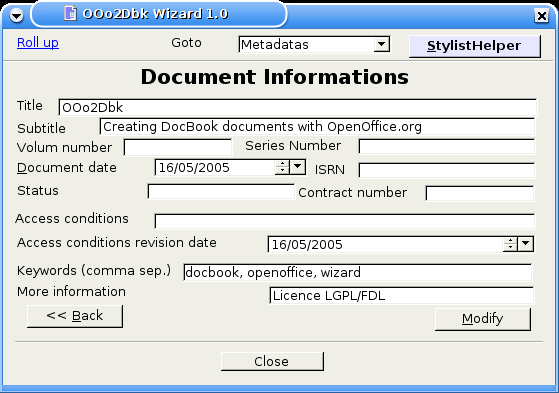 OOo2Dbk Wizard 1.0
Roll up Goto Metadatas StylistHelper
Document Informations
Title OOo2Dbk
Subtitle Creating DocBook documents with OpenOffice.org
Volum number Series Number
Document date 16/05/2005 ISRN
Status Contract number
Access conditions
Access conditions revision date 16/05/2005
Keywords (comma sep.) docbook, openoffice, wizard
More information Licence LGPL/FDL
<< Back Modify
Close